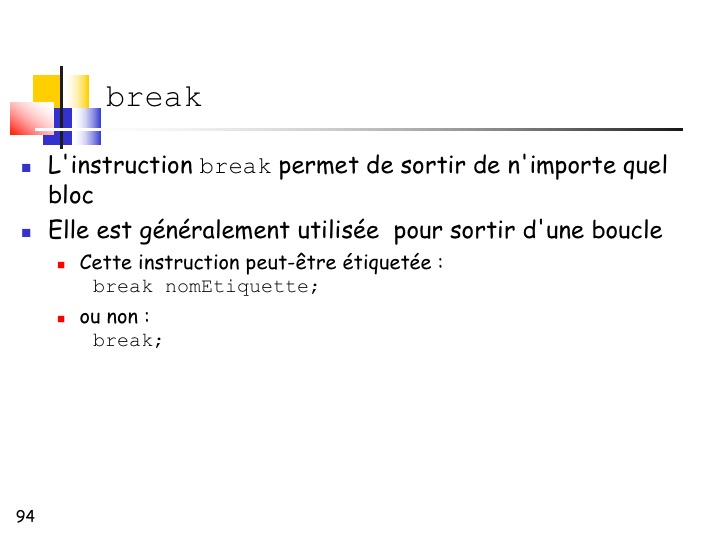 break
L'instruction break permet de sortir de n'importe quel
bloc
Elle est généralement utilisée  pour sortir d'une boucle
Cette instruction peut-être étiquetée :
break nomEtiquette;
ou non :
break;
94